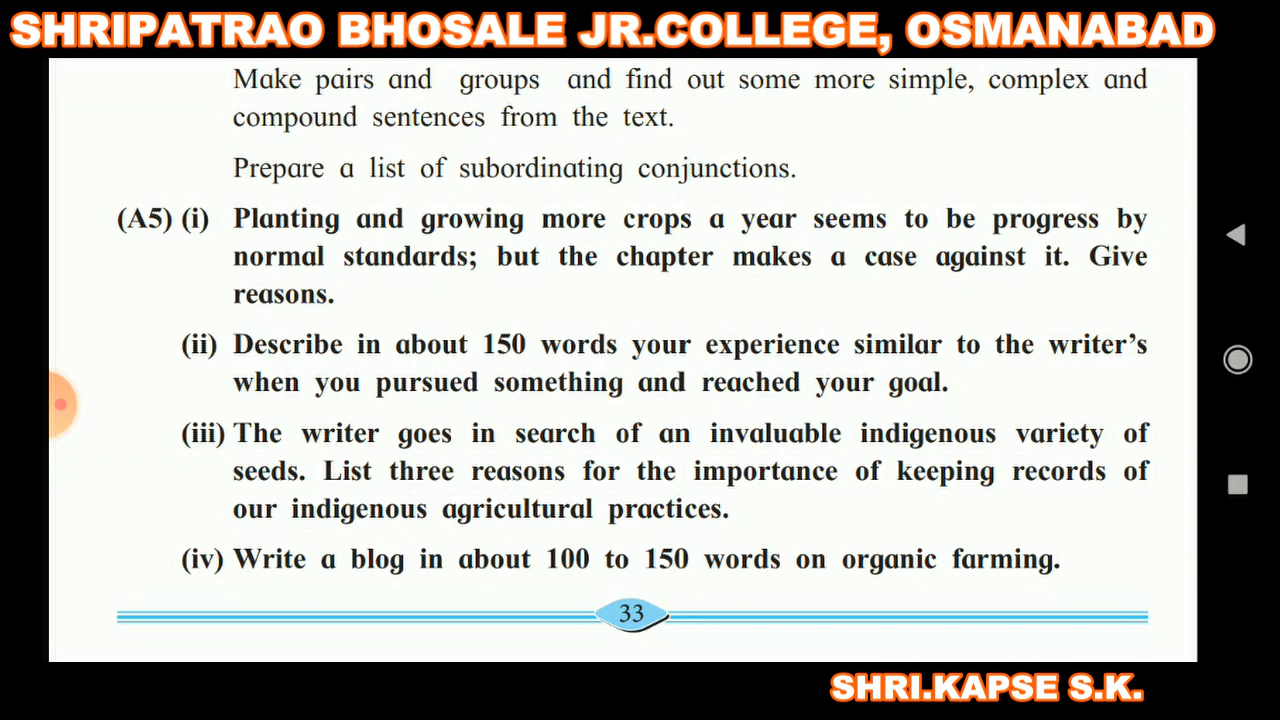 SHRIPATRAO BHOSALE JR.COLLEGE, OSMANABAD
Make pairs and groups and find out some more simple, complex and
compound sentences from the text.
Prepare a list of subordinating conjunctions.
(A5) (i) Planting and growing more crops a year seems to be progress by
normal standards; but the chapter makes a case against it. Give
reasons.
(ii) Describe in about 150 words your experience similar to the writer's
when you pursued something and reached your goal.
(iii) The writer goes in search of an invaluable indigenous variety of
seeds. List three reasons for the importance of keeping records of
our indigenous agricultural practices.
(iv) Write a blog in about 100 to 150 words on organic farming.
33
SHRI.KAPSE S.K.